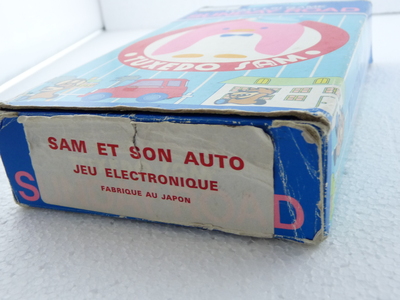 TUXEDO SAM
SAM ET SON AUTO
JEU ELECTRONIQUE
FABRIQUE AU JAPON
S
D